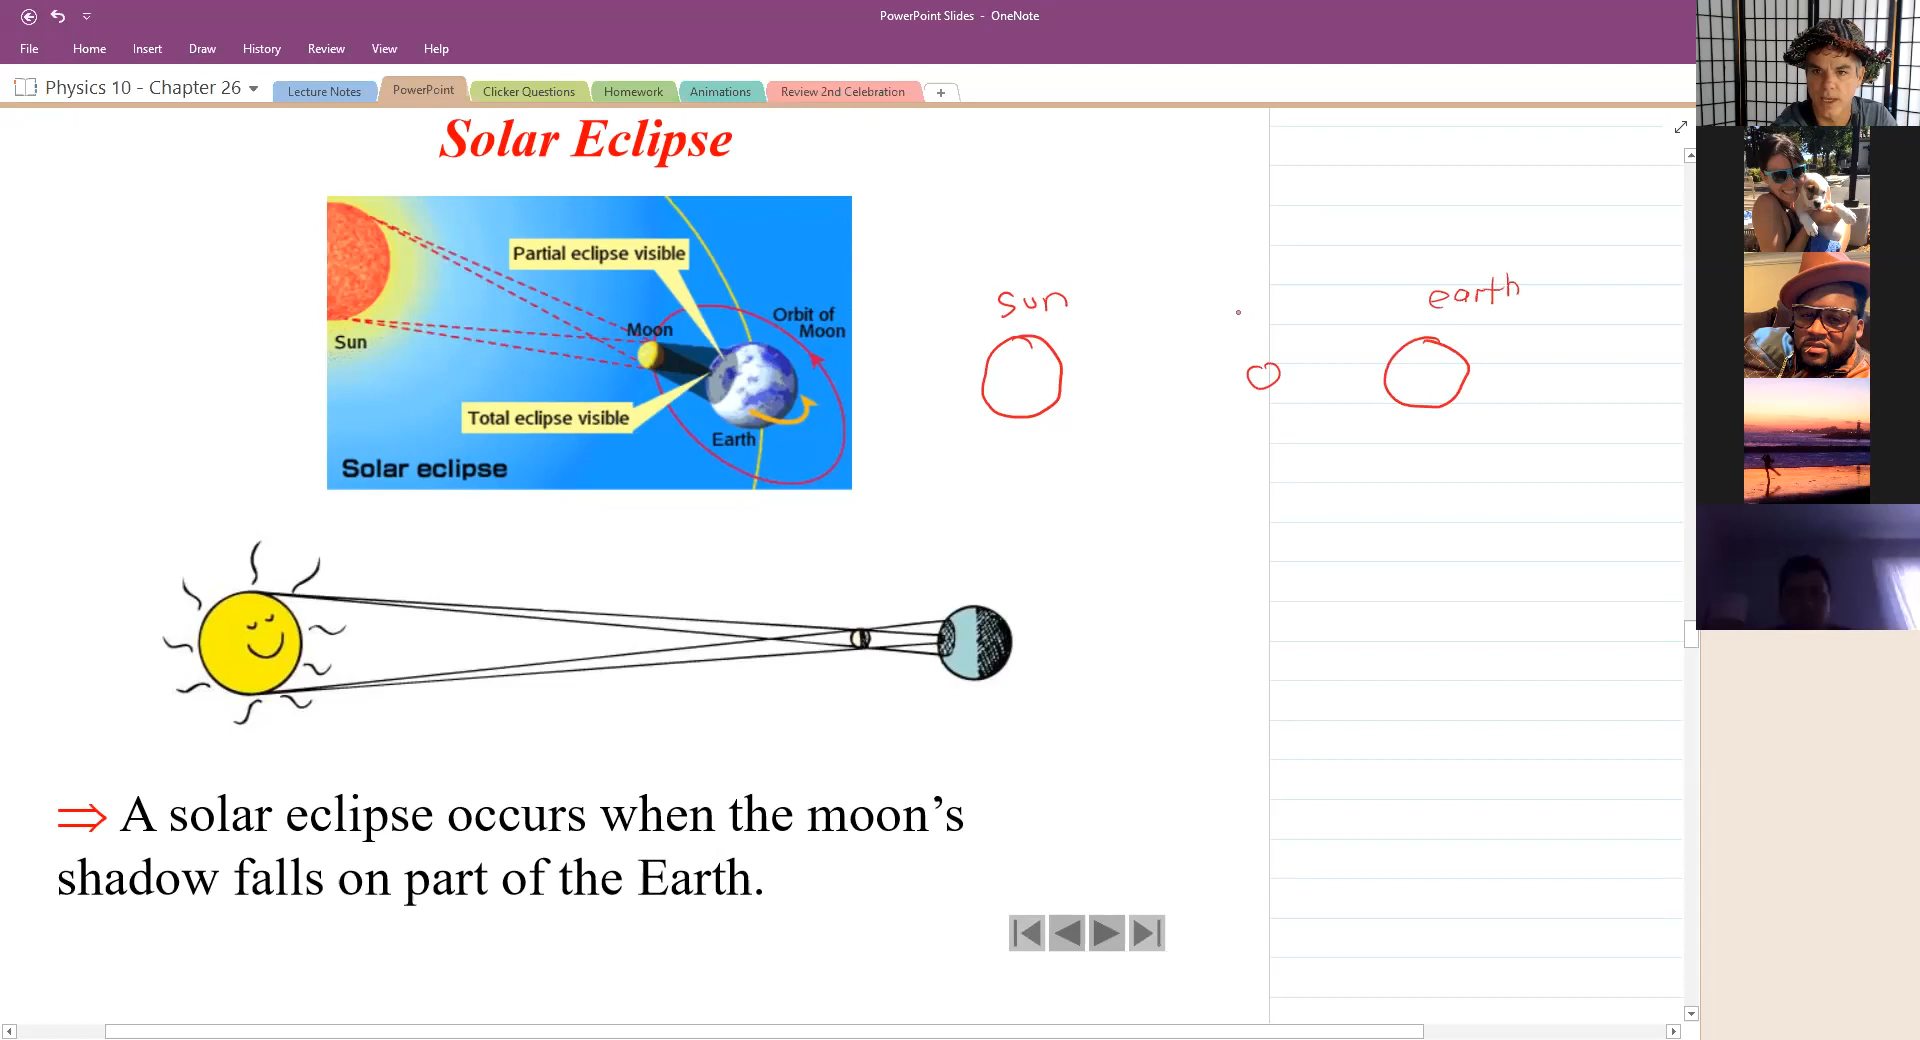 PowerPoint Slides - OneNote
File Home Insert Draw History Review View Help
Physics 10 - Chapter 26
Lecture Notes PowerPoint Clicker Questions Homework Animations Review 2nd Celebration +
Solar Eclipse
Partial eclipse visible
Orbit of
Moon
Moon
Sun
Total eclipse visible
Earth
Solar eclipse
sun
earth
⇒ A solar eclipse occurs when the moon’s
shadow falls on part of the Earth.